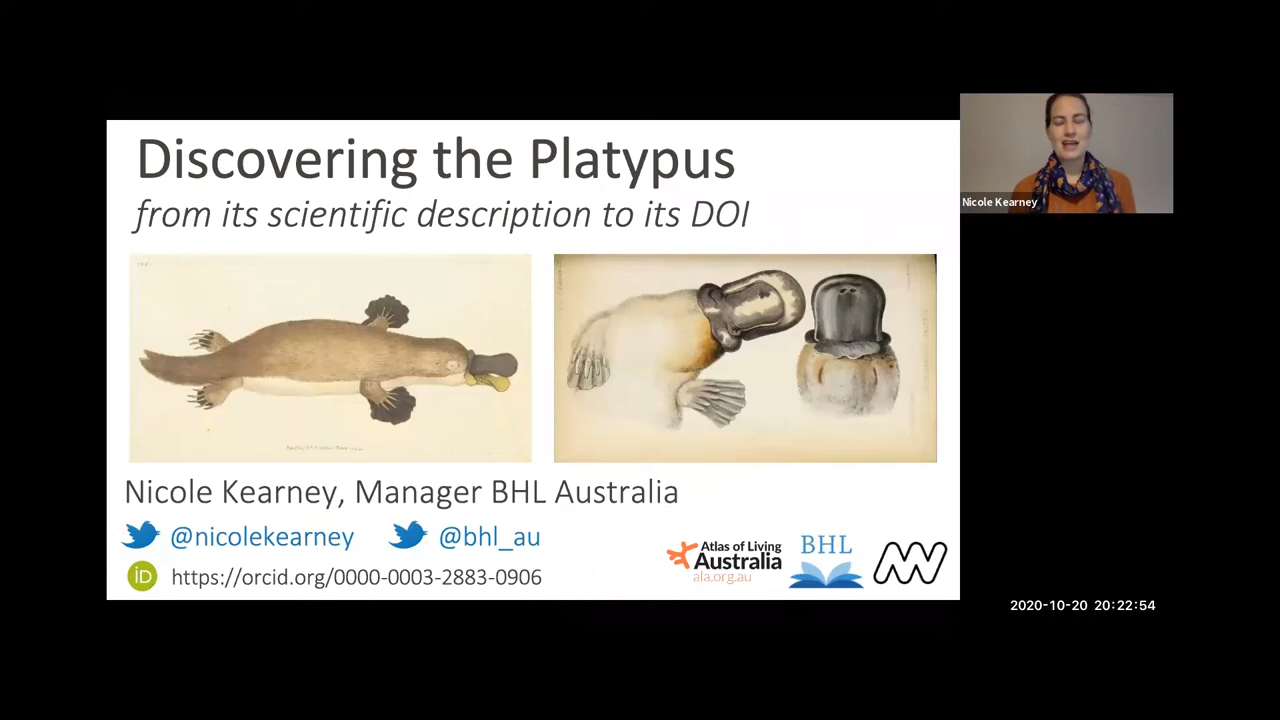 Discovering the Platypus
from its scientific description to its DOI
Nicole Kearney
Nicole Kearney, Manager BHL Australia
@nicolekearney @bhl_au
iD https://orcid.org/0000-0003-2883-0906
Atlas of Living
Australia
ala.org.au
BHL
2020-10-20 20:22:54